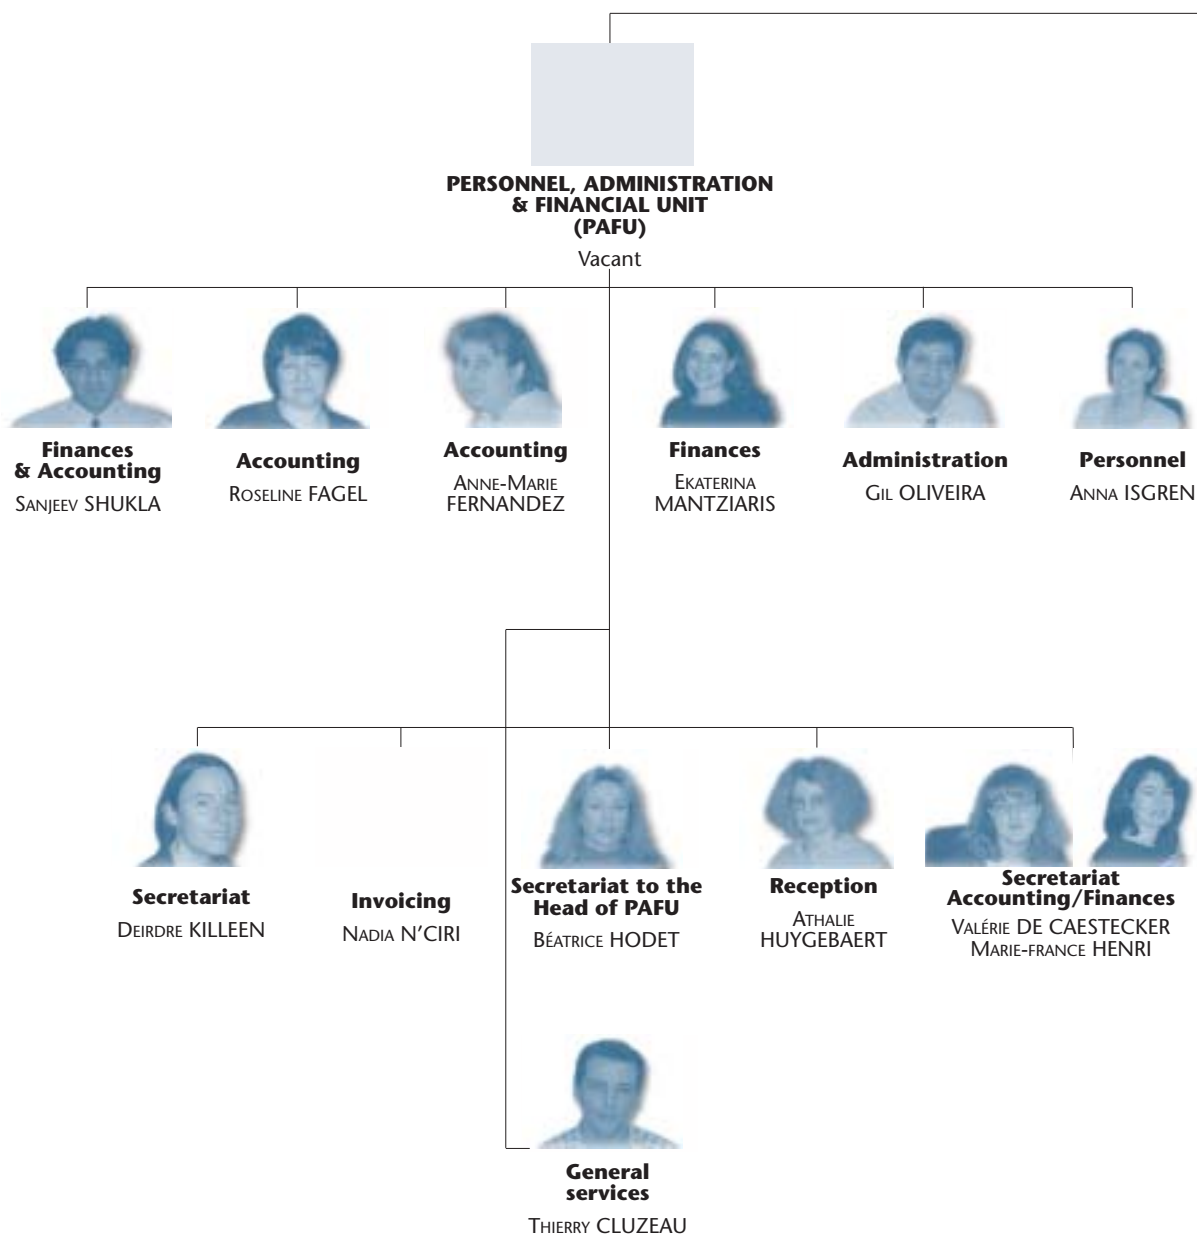 PERSONNEL, ADMINISTRATION
& FINANCIAL UNIT
(PAFU)
Vacant
Finances
& Accounting
SANJEEV SHUKLA
Accounting
ROSELINE FAGEL
Accounting
ANNE-MARIE
FERNANDEZ
Finances
EKATERINA
MANTZIARIS
Administration
GIL OLIVEIRA
Personnel
ANNA ISGREN
Secretariat
DEIRDRE KILLEEN
Invoicing
NADIA N'CIRI
Secretariat to the
Head of PAFU
BÉATRICE HODET
Reception
ATHALIE
HUYGEBAERT
Secretariat
Accounting/Finances
VALÉRIE DE CAESTECKER
MARIE-FRANCE HENRI
General
services
THIERRY CLUZEAU